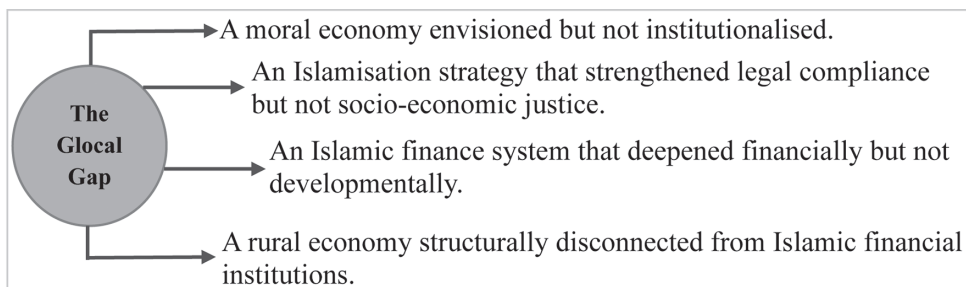 The
Glocal
Gap
A moral economy envisioned but not institutionalised.
An Islamisation strategy that strengthened legal compliance
but not socio-economic justice.
An Islamic finance system that deepened financially but not
developmentally.
A rural economy structurally disconnected from Islamic financial
institutions.